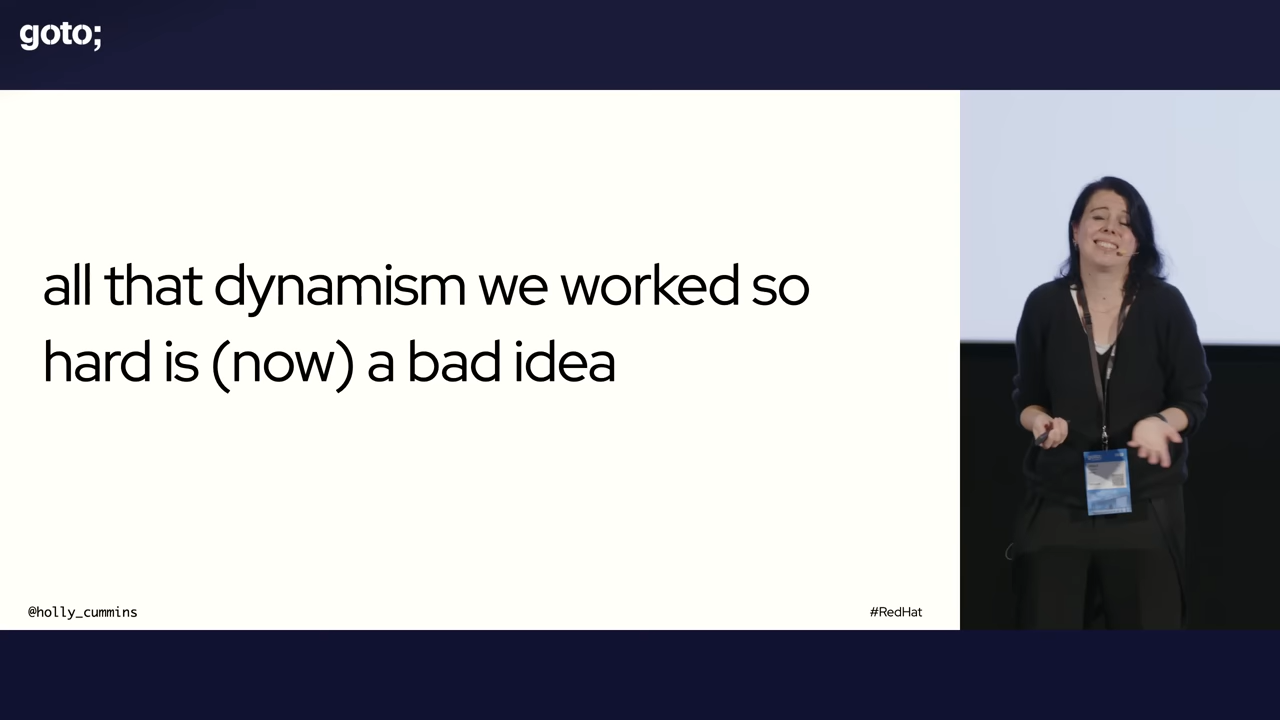 goto;
all that dynamism we worked so
hard is (now) a bad idea
@holly_cummins
#RedHat